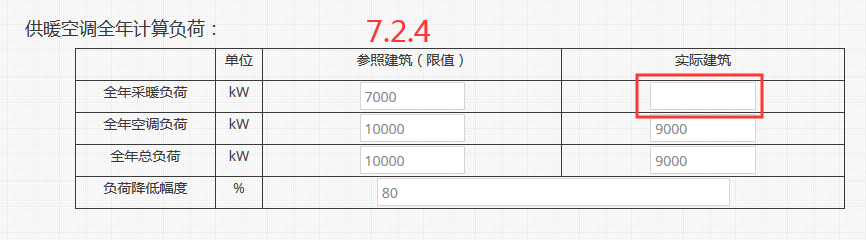 供暖空调全年计算负荷：
7.2.4
单位 参照建筑（限值） 实际建筑
全年采暖负荷 kW 7000
全年空调负荷 kW 10000 9000
全年总负荷 kW 10000 9000
负荷降低幅度 % 80